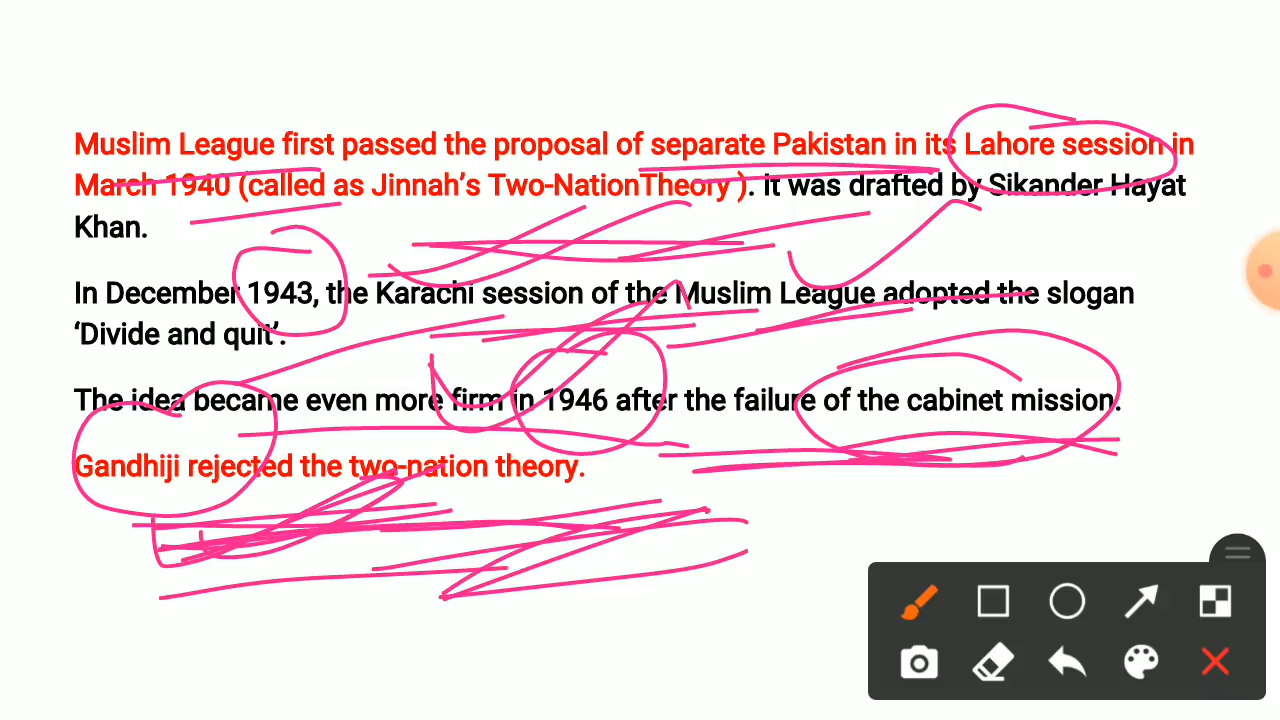 Muslim League first passed the proposal of separate Pakistan in its Lahore session in
March 1940 (called as Jinnah's Two-NationTheory ). It was drafted by Sikander Hayat
Khan.
In December 1943, the Karachi session of the Muslim League adopted the slogan
'Divide and quit'.
The idea became even more firm in 1946 after the failure of the cabinet mission.
Gandhiji rejected the two-nation theory.